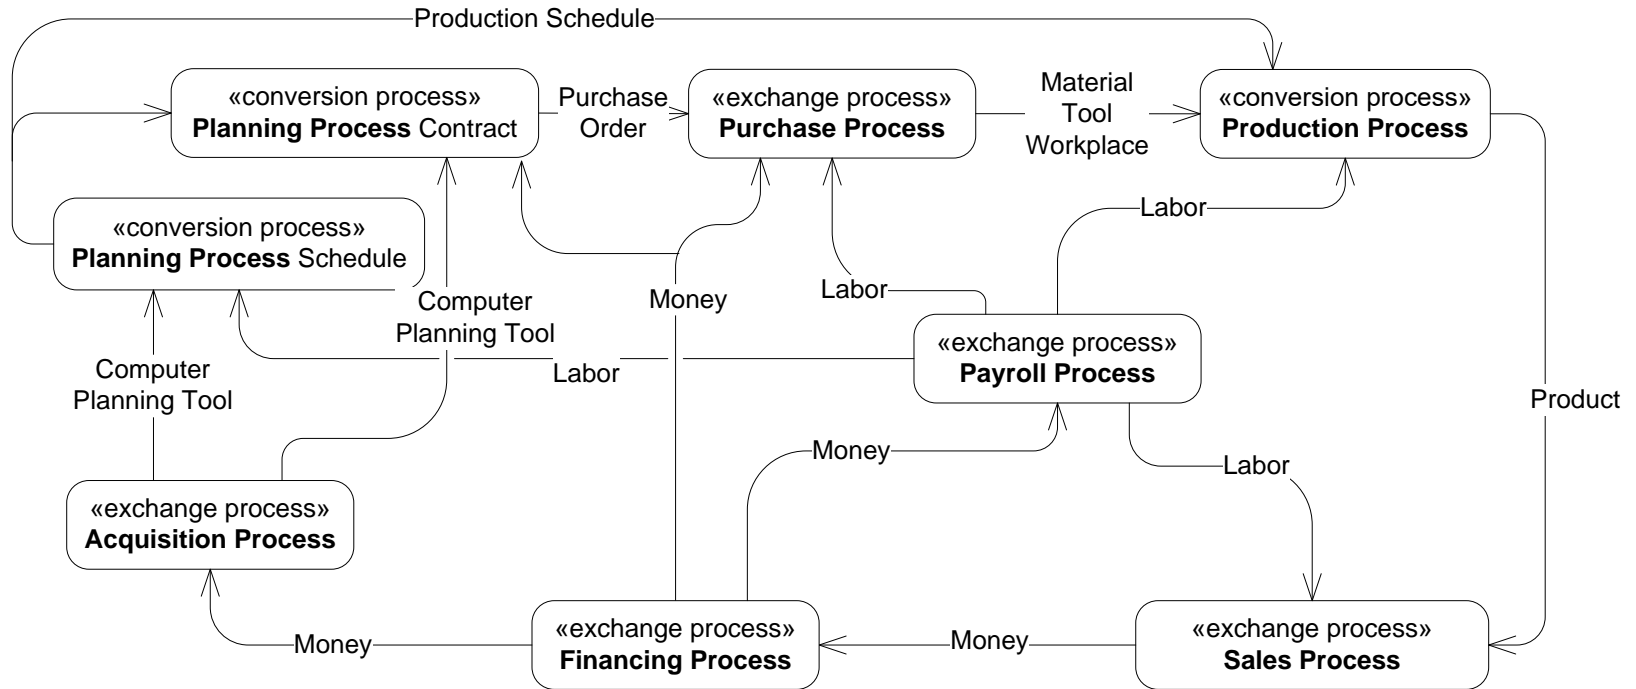 Production Schedule
«conversion process»
Planning Process Contract
Purchase
Order
«exchange process»
Purchase Process
Material
Tool
Workplace
«conversion process»
Production Process
«conversion process»
Planning Process Schedule
Labor
Computer
Planning Tool
Money
Labor
«exchange process»
Payroll Process
Labor
Computer
Planning Tool
Product
Money
Labor
«exchange process»
Acquisition Process
Money
«exchange process»
Financing Process
Money
«exchange process»
Sales Process